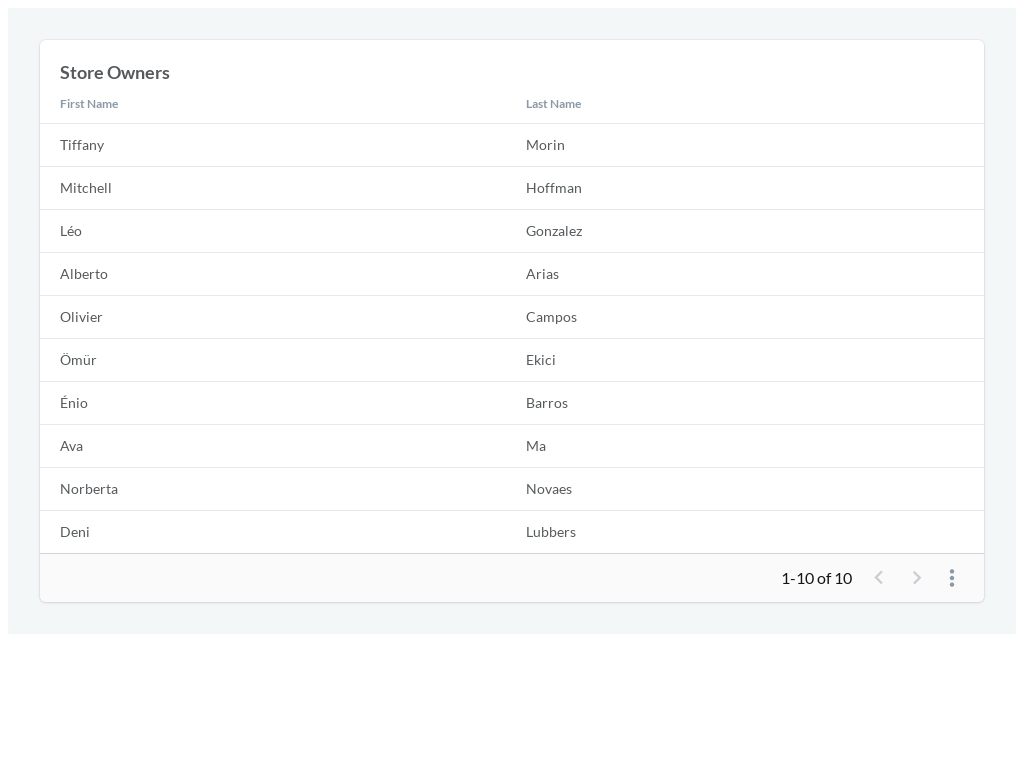 Store Owners
First Name Last Name
Tiffany Morin
Mitchell Hoffman
Léo Gonzalez
Alberto Arias
Olivier Campos
Ömür Ekici
Énio Barros
Ava Ma
Norberta Novaes
Deni Lubbers
1-10 of 10